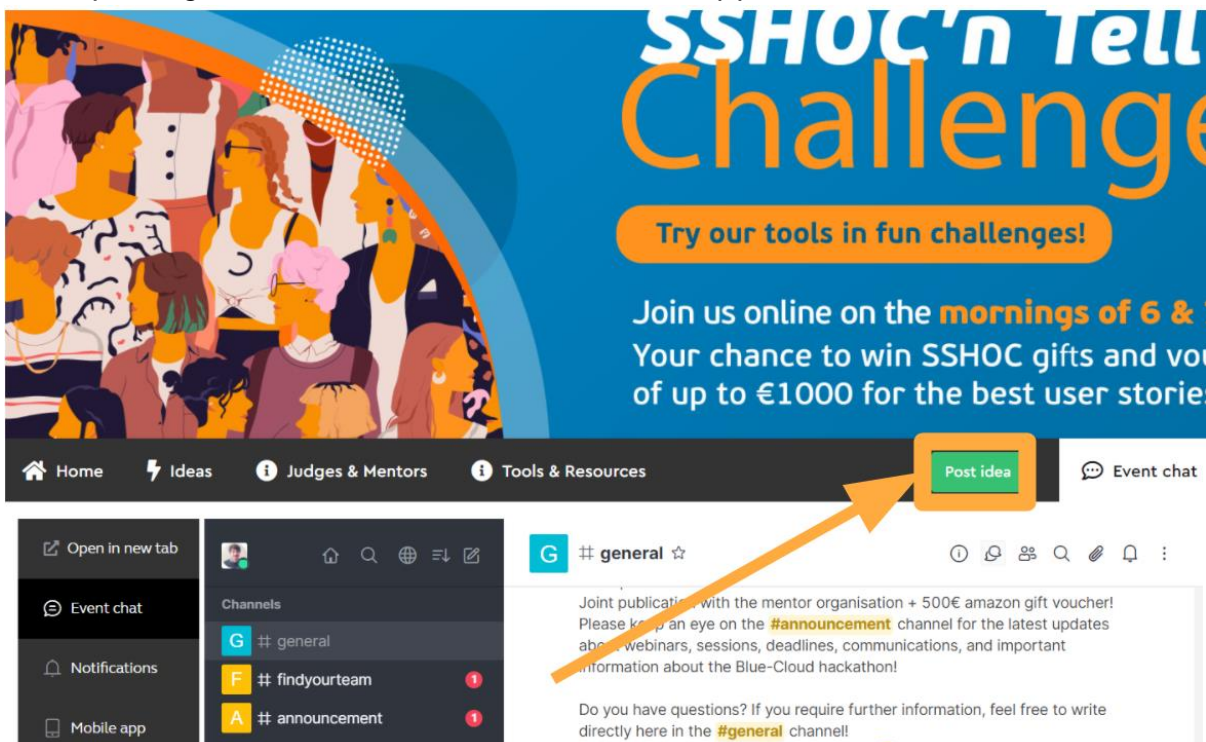 SSHOC'n Tell
Challenge
Try our tools in fun challenges!
Join us online on the mornings of 6 &
Your chance to win SSHOC gifts and vou
of up to €1000 for the best user stories
Home Ideas Judges & Mentors Tools & Resources Post idea Event chat
Open in new tab
Event chat
Notifications
Mobile app
Channels
G # general
F # findyourteam 1
A # announcement 1
G # general
Joint publication with the mentor organisation + 500€ amazon gift voucher!
Please keep an eye on the #announcement channel for the latest updates
about webinars, sessions, deadlines, communications, and important
information about the Blue-Cloud hackathon!
Do you have questions? If you require further information, feel free to write
directly here in the #general channel!